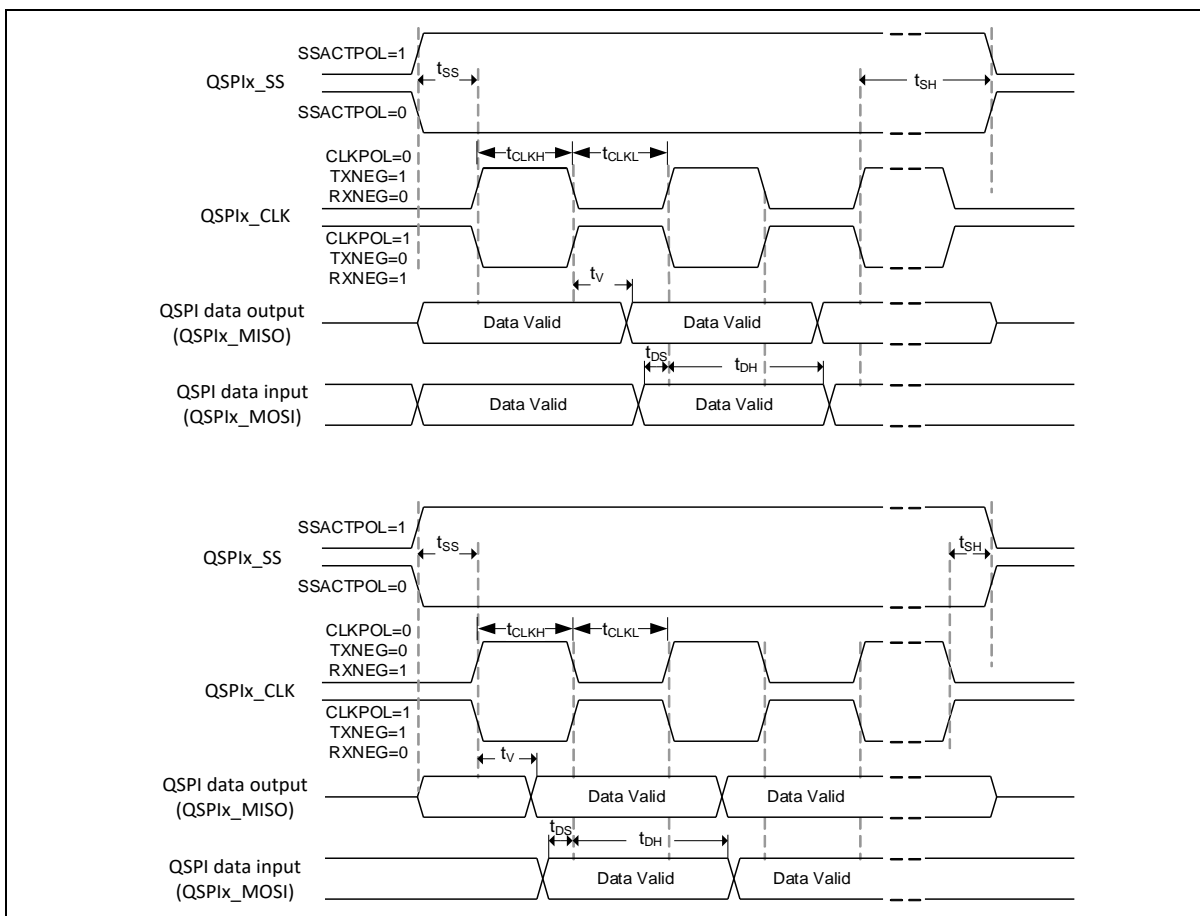 SSACTPOL=1
QSPIx_SS
tSS
tSH
SSACTPOL=0
CLKPOL=0
TXNEG=1
RXNEG=0
tCLKH
tCLKL
QSPIx_CLK
CLKPOL=1
TXNEG=0
RXNEG=1
tV
QSPI data output
(QSPIx_MISO)
Data Valid
Data Valid
tDS
tDH
QSPI data input
(QSPIx_MOSI)
Data Valid
Data Valid
SSACTPOL=1
QSPIx_SS
tSS
tSH
SSACTPOL=0
CLKPOL=0
TXNEG=0
RXNEG=1
tCLKH
tCLKL
QSPIx_CLK
CLKPOL=1
TXNEG=1
RXNEG=0
tV
QSPI data output
(QSPIx_MISO)
Data Valid
Data Valid
tDS
tDH
QSPI data input
(QSPIx_MOSI)
Data Valid
Data Valid